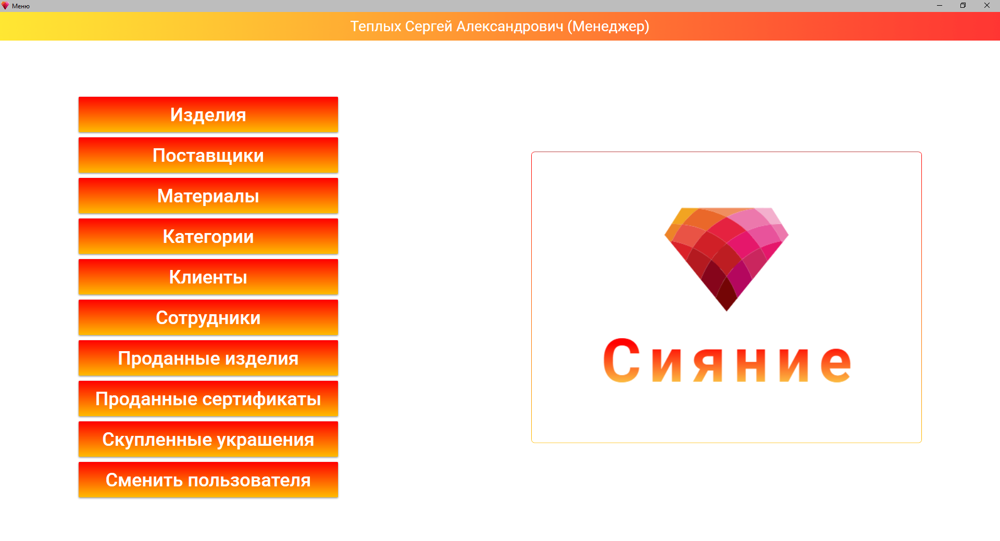 Меню
Теплых Сергей Александрович (Менеджер)
Изделия
Поставщики
Материалы
Категории
Клиенты
Сотрудники
Проданные изделия
Проданные сертификаты
Скупленные украшения
Сменить пользователя
Сияние